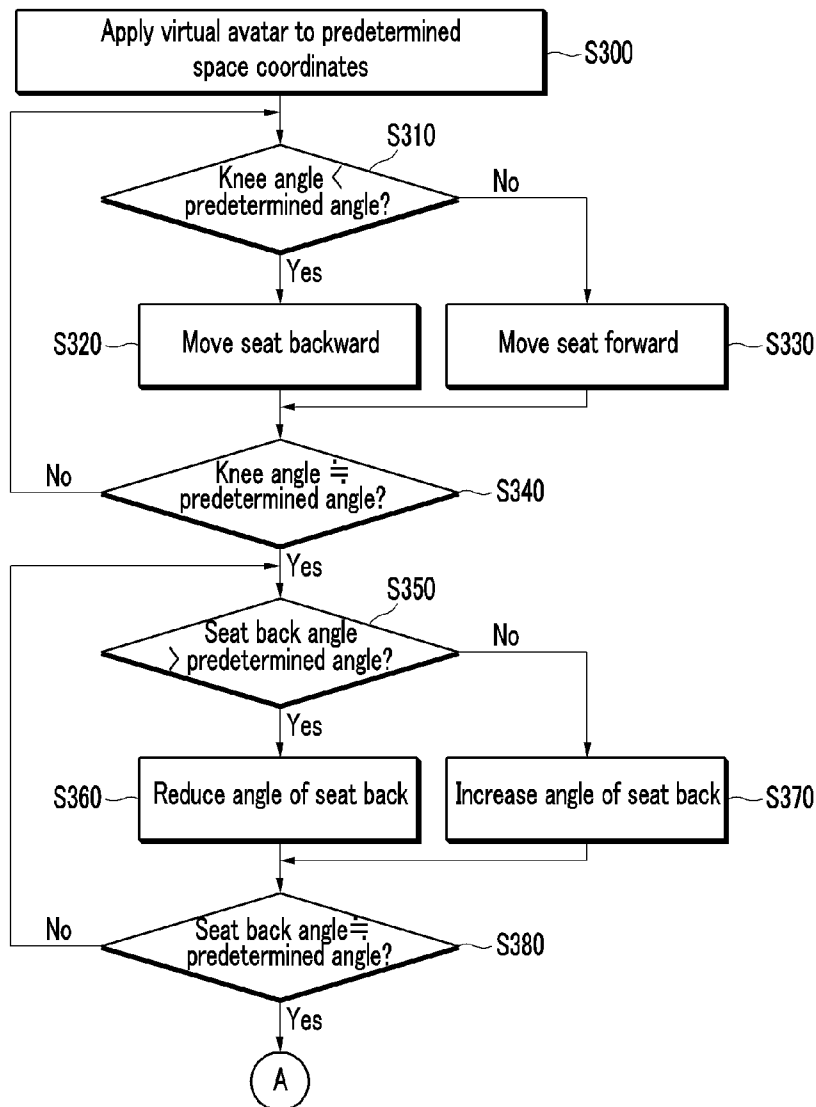 Apply virtual avatar to predetermined
space coordinates
S300
S310
Knee angle <
predetermined angle?
No
Yes
S320
Move seat backward
Move seat forward
S330
No
Knee angle ≒
predetermined angle?
S340
Yes
S350
Seat back angle
> predetermined angle?
No
Yes
S360
Reduce angle of seat back
Increase angle of seat back
S370
No
Seat back angle≒
predetermined angle?
S380
Yes
A